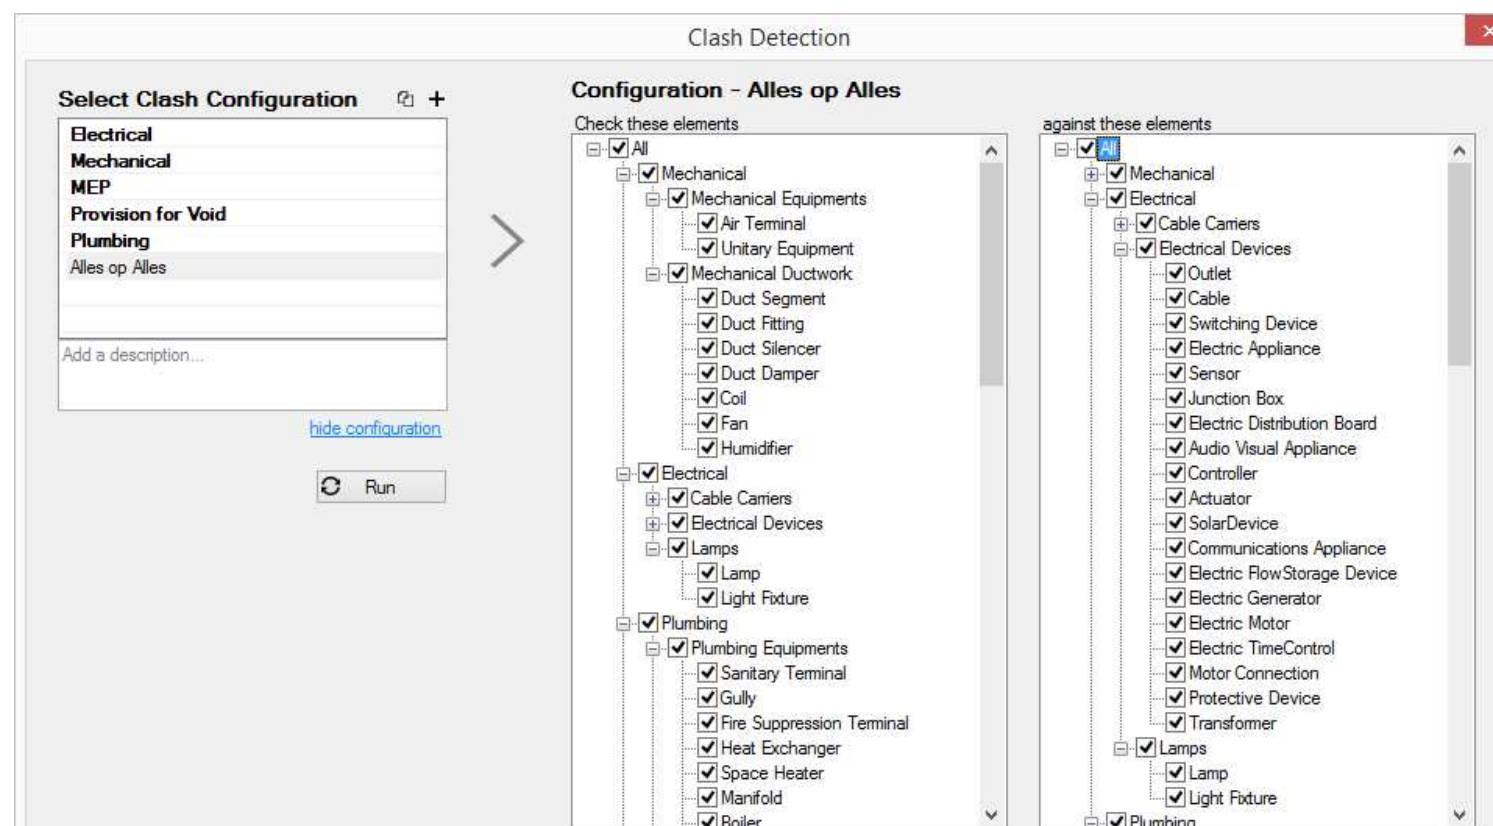 Clash Detection
Select Clash Configuration
Electrical
Mechanical
MEP
Provision for Void
Plumbing
Alles op Alles
Add a description...
hide configuration
Run
Configuration - Alles op Alles
Check these elements
All
Mechanical
Mechanical Equipments
Air Terminal
Unitary Equipment
Mechanical Ductwork
Duct Segment
Duct Fitting
Duct Silencer
Duct Damper
Coil
Fan
Humidifier
Electrical
Cable Carriers
Electrical Devices
Lamps
Lamp
Light Fixture
Plumbing
Plumbing Equipments
Sanitary Terminal
Gully
Fire Suppression Terminal
Heat Exchanger
Space Heater
Manifold
Boiler
against these elements
All
Mechanical
Electrical
Cable Carriers
Electrical Devices
Outlet
Cable
Switching Device
Electric Appliance
Sensor
Junction Box
Electric Distribution Board
Audio Visual Appliance
Controller
Actuator
SolarDevice
Communications Appliance
Electric FlowStorage Device
Electric Generator
Electric Motor
Electric TimeControl
Motor Connection
Protective Device
Transformer
Lamps
Lamp
Light Fixture
Plumbing